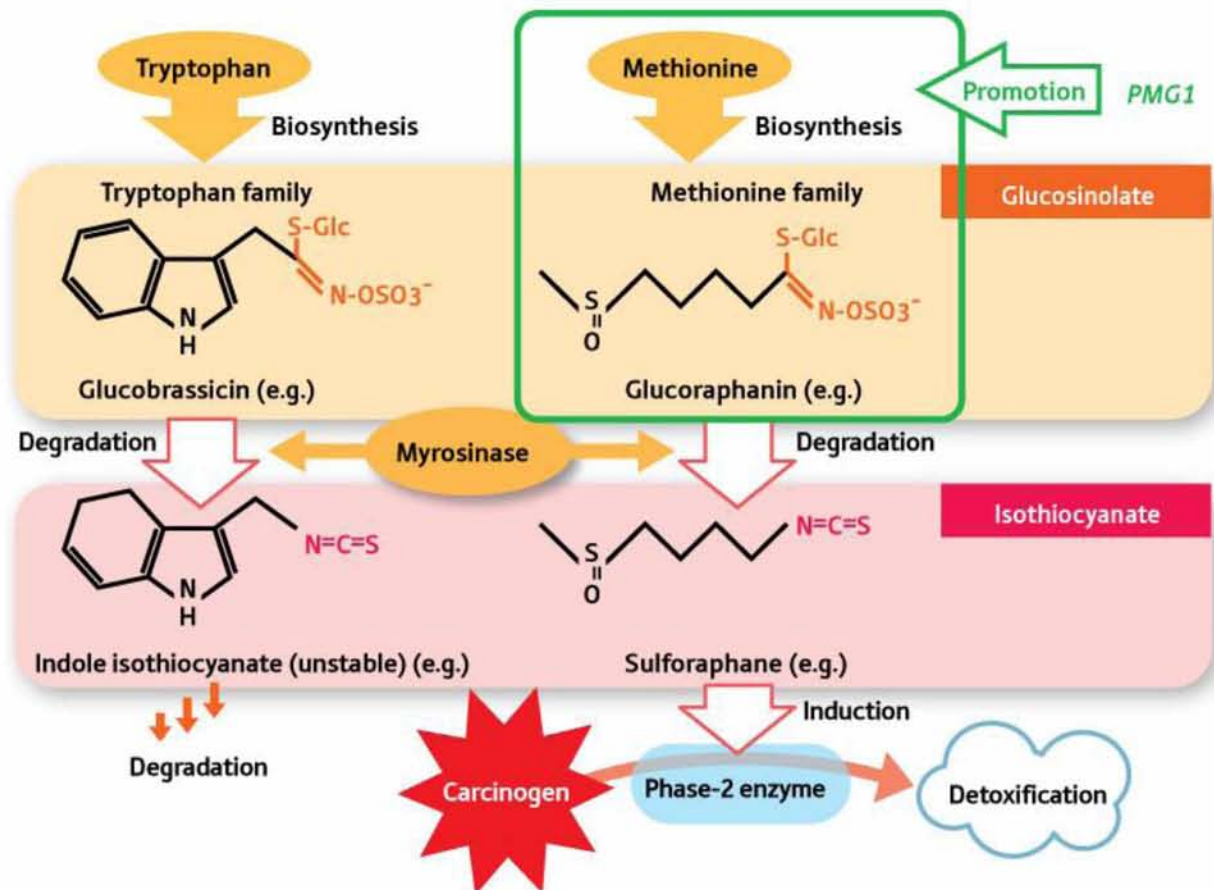 Tryptophan
Methionine
Promotion
PMG1
Biosynthesis
Biosynthesis
Tryptophan family
Methionine family
Glucosinolate
S-Glc
N-OSO3-
N
H
S-Glc
S
O
N-OSO3-
Glucobrassicin (e.g.)
Glucoraphanin (e.g.)
Degradation
Myrosinase
Degradation
Isothiocyanate
N=C=S
N
H
N=C=S
S
O
Indole isothiocyanate (unstable) (e.g.)
Sulforaphane (e.g.)
Degradation
Induction
Carcinogen
Phase-2 enzyme
Detoxification